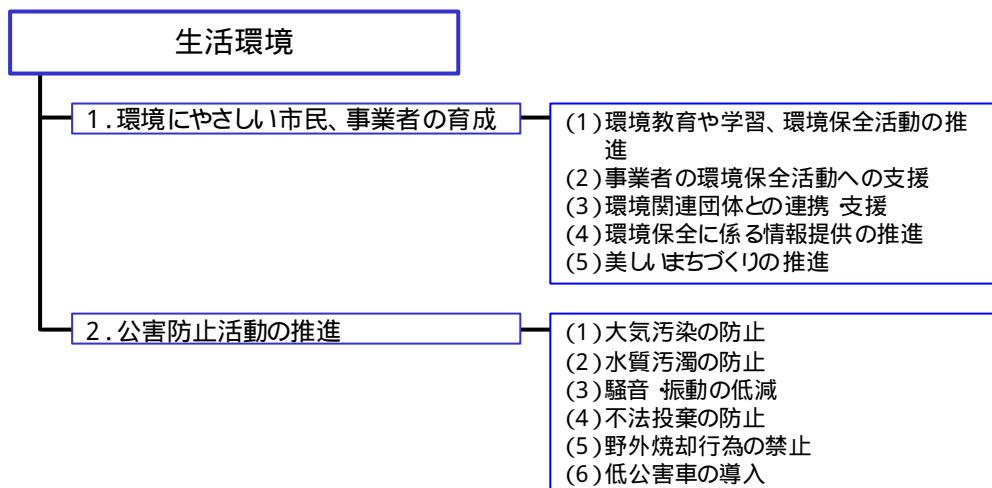 生活環境
1.環境にやさしい市民、事業者の育成
(1)環境教育や学習、環境保全活動の推
進
(2)事業者の環境保全活動への支援
(3)環境関連団体との連携・支援
(4)環境保全に係る情報提供の推進
(5)美しいまちづくりの推進
2.公害防止活動の推進
(1)大気汚染の防止
(2)水質汚濁の防止
(3)騒音・振動の低減
(4)不法投棄の防止
(5)野外焼却行為の禁止
(6)低公害車の導入